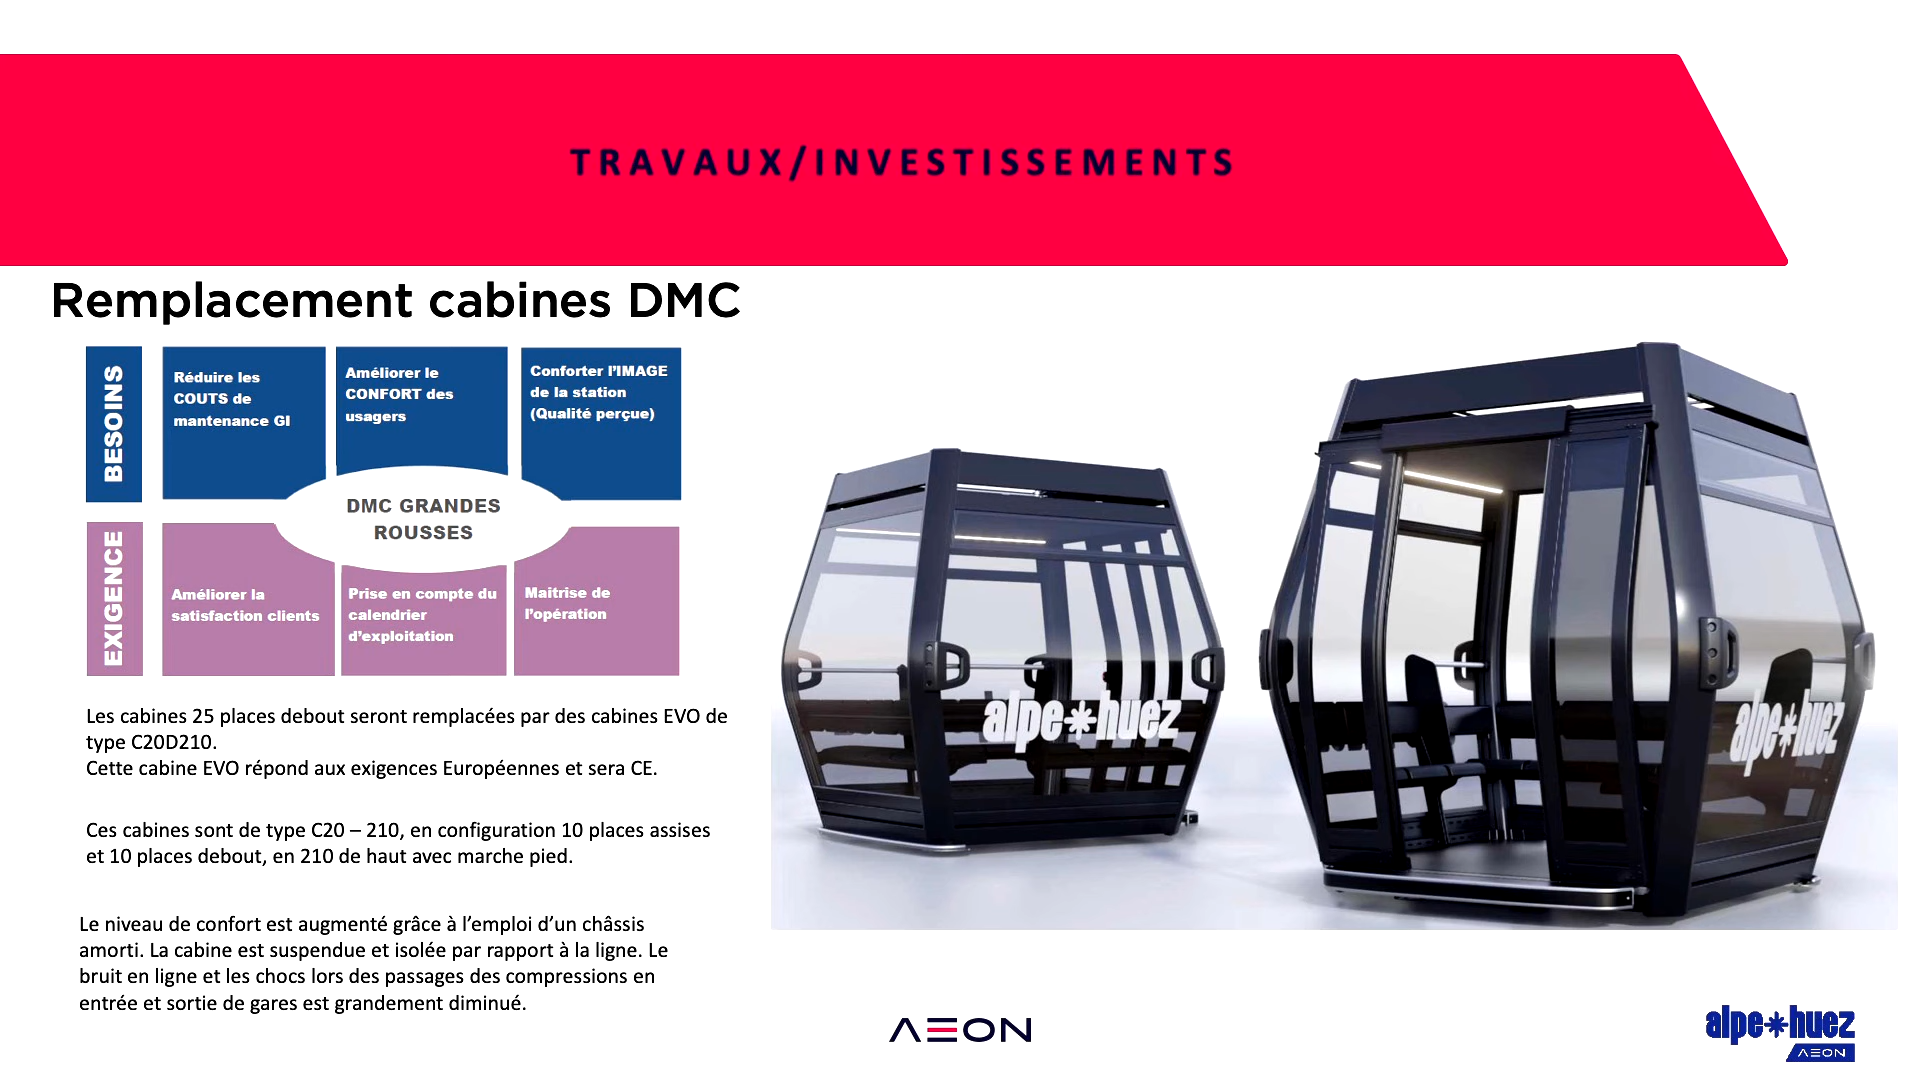 TRAVAUX/INVESTISSEMENTS
Remplacement cabines DMC
BESOINS
Réduire les
COUTS de
mantenance GI
Améliorer le
CONFORT des
usagers
Conforter l'IMAGE
de la station
(Qualité perçue)
DMC GRANDES
ROUSSES
EXIGENCE
Améliorer la
satisfaction clients
Prise en compte du
calendrier
d'exploitation
Maitrise de
l'opération
Les cabines 25 places debout seront remplacées par des cabines EVO de
type C20D210.
Cette cabine EVO répond aux exigences Européennes et sera CE.
Ces cabines sont de type C20 – 210, en configuration 10 places assises
et 10 places debout, en 210 de haut avec marche pied.
Le niveau de confort est augmenté grâce à l'emploi d'un châssis
amorti. La cabine est suspendue et isolée par rapport à la ligne. Le
bruit en ligne et les chocs lors des passages des compressions en
entrée et sortie de gares est grandement diminué.
alpe*huez
alpe*huez
AEON
alpe*huez
AEON